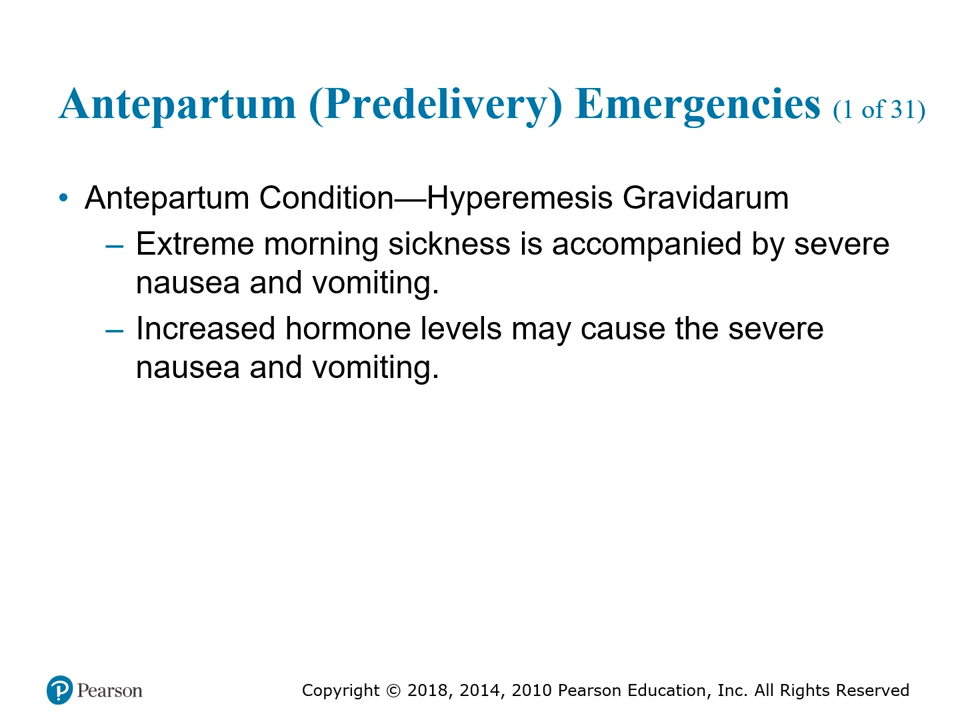 Antepartum (Predelivery) Emergencies (1 of 31)
• Antepartum Condition—Hyperemesis Gravidarum
– Extreme morning sickness is accompanied by severe
nausea and vomiting.
– Increased hormone levels may cause the severe
nausea and vomiting.
Pearson
Copyright © 2018, 2014, 2010 Pearson Education, Inc. All Rights Reserved